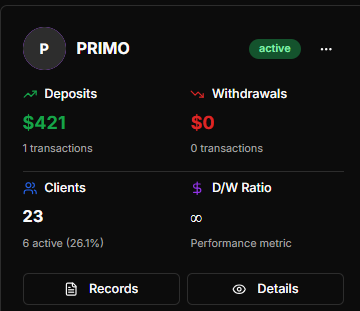 P PRIMO active ...
Deposits Withdrawals
$421 $0
1 transactions 0 transactions
Clients D/W Ratio
23 ∞
6 active (26.1%) Performance metric
Records Details